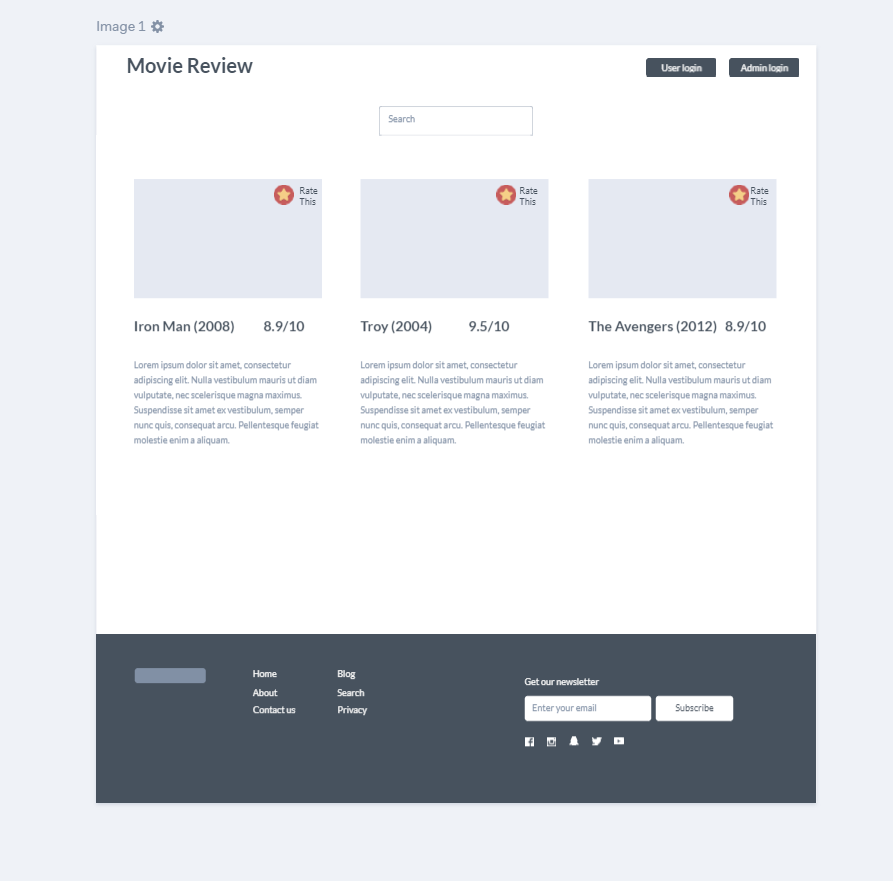 Image 1
Movie Review
User login
Admin login
Search
Rate
This
Rate
This
Rate
This
Iron Man (2008) 8.9/10
Troy (2004) 9.5/10
The Avengers (2012) 8.9/10
Lorem ipsum dolor sit amet, consectetur
adipiscing elit. Nulla vestibulum mauris ut diam
vulputate, nec scelerisque magna maximus.
Suspendisse sit amet ex vestibulum, semper
nunc quis, consequat arcu. Pellentesque feugiat
molestie enim a aliquam.
Lorem ipsum dolor sit amet, consectetur
adipiscing elit. Nulla vestibulum mauris ut diam
vulputate, nec scelerisque magna maximus.
Suspendisse sit amet ex vestibulum, semper
nunc quis, consequat arcu. Pellentesque feugiat
molestie enim a aliquam.
Lorem ipsum dolor sit amet, consectetur
adipiscing elit. Nulla vestibulum mauris ut diam
vulputate, nec scelerisque magna maximus.
Suspendisse sit amet ex vestibulum, semper
nunc quis, consequat arcu. Pellentesque feugiat
molestie enim a aliquam.
Home
About
Contact us
Blog
Search
Privacy
Get our newsletter
Enter your email
Subscribe